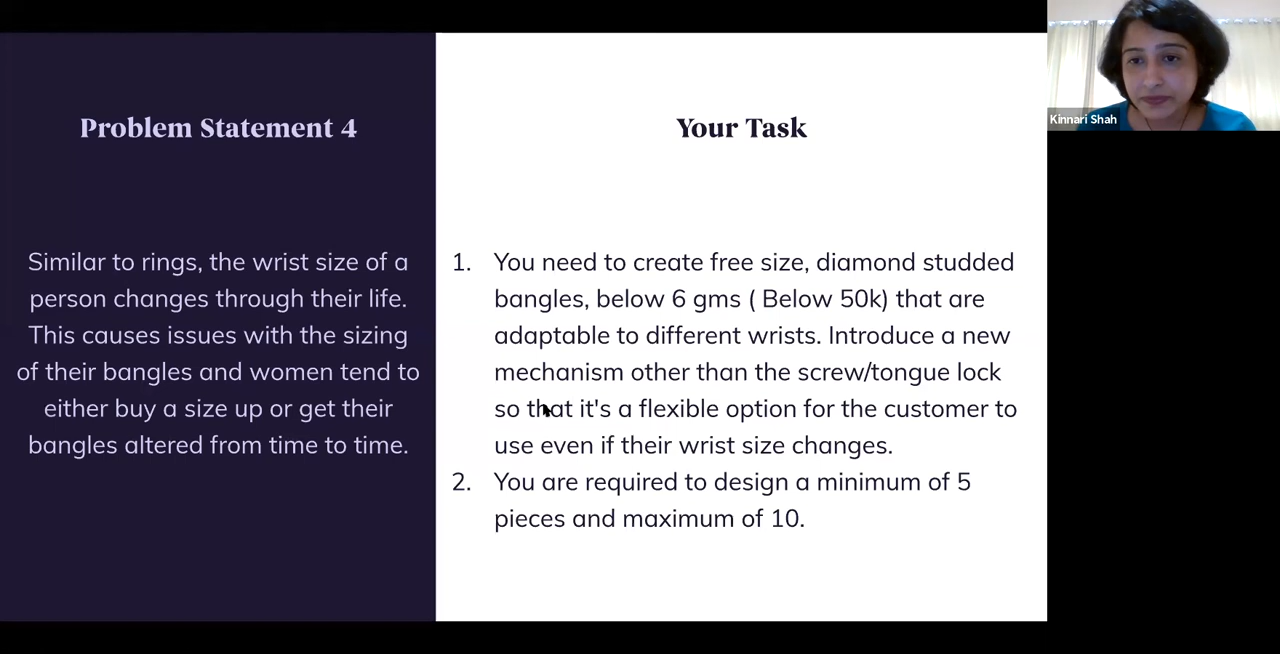 Problem Statement 4
Similar to rings, the wrist size of a
person changes through their life.
This causes issues with the sizing
of their bangles and women tend to
either buy a size up or get their
bangles altered from time to time.
Your Task
1. You need to create free size, diamond studded
bangles, below 6 gms ( Below 50k) that are
adaptable to different wrists. Introduce a new
mechanism other than the screw/tongue lock
so that it's a flexible option for the customer to
use even if their wrist size changes.
2. You are required to design a minimum of 5
pieces and maximum of 10.
Kinnari Shah